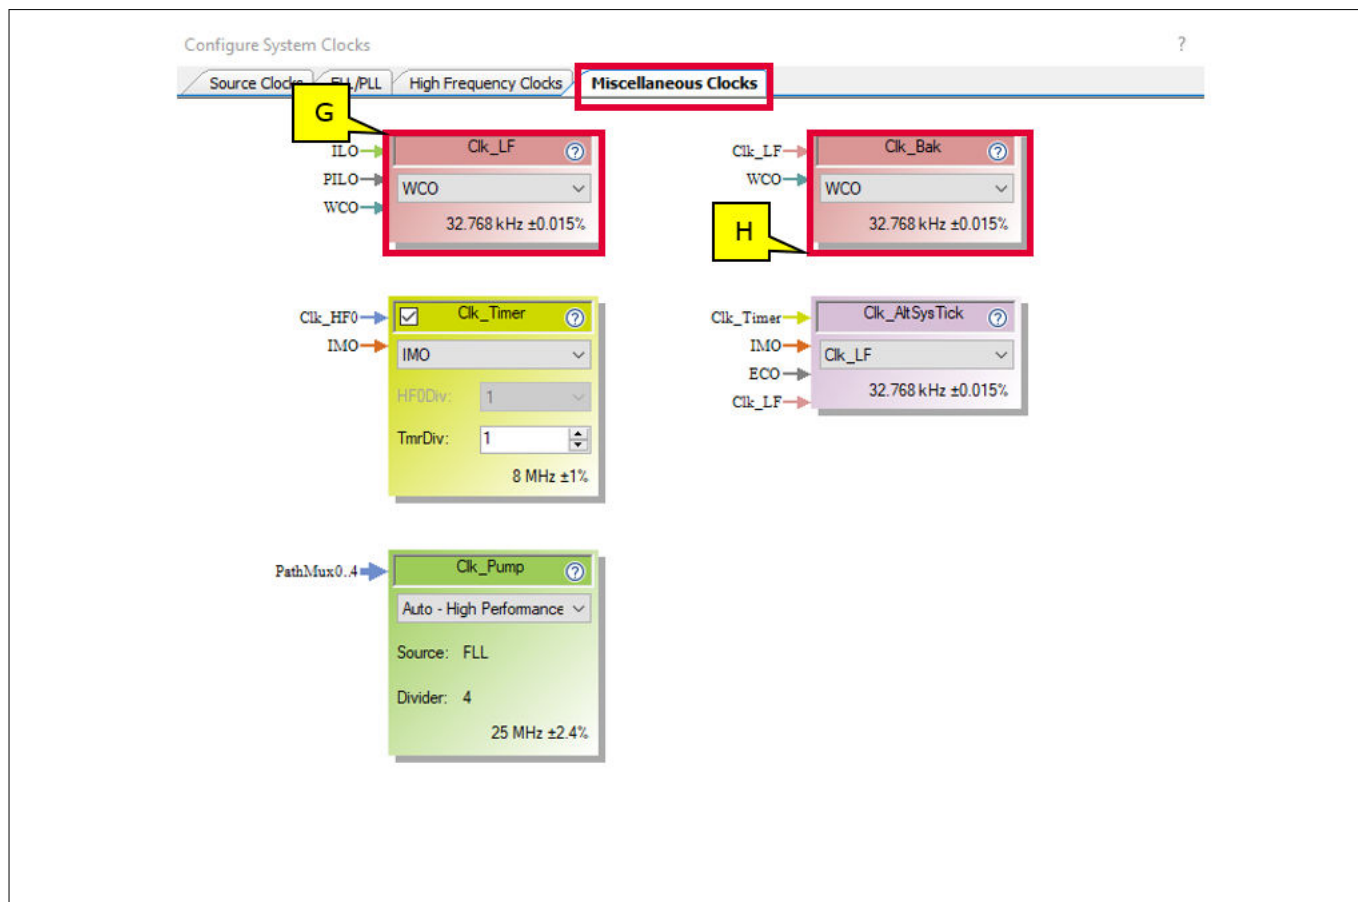 Configure System Clocks ?
Source Clocks FLL/PLL High Frequency Clocks Miscellaneous Clocks
G
ILO
PILO
WCO
Clk_LF ?
WCO
32.768 kHz ±0.015%
Clk_LF
WCO
Clk_Bak ?
WCO
32.768 kHz ±0.015%
H
Clk_HF0
IMO
Clk_Timer ?
IMO
HF0Div: 1
TmrDiv: 1
8 MHz ±1%
Clk_Timer
IMO
ECO
Clk_LF
Clk_AltSysTick ?
Clk_LF
32.768 kHz ±0.015%
PathMux0..4
Clk_Pump ?
Auto - High Performance
Source: FLL
Divider: 4
25 MHz ±2.4%